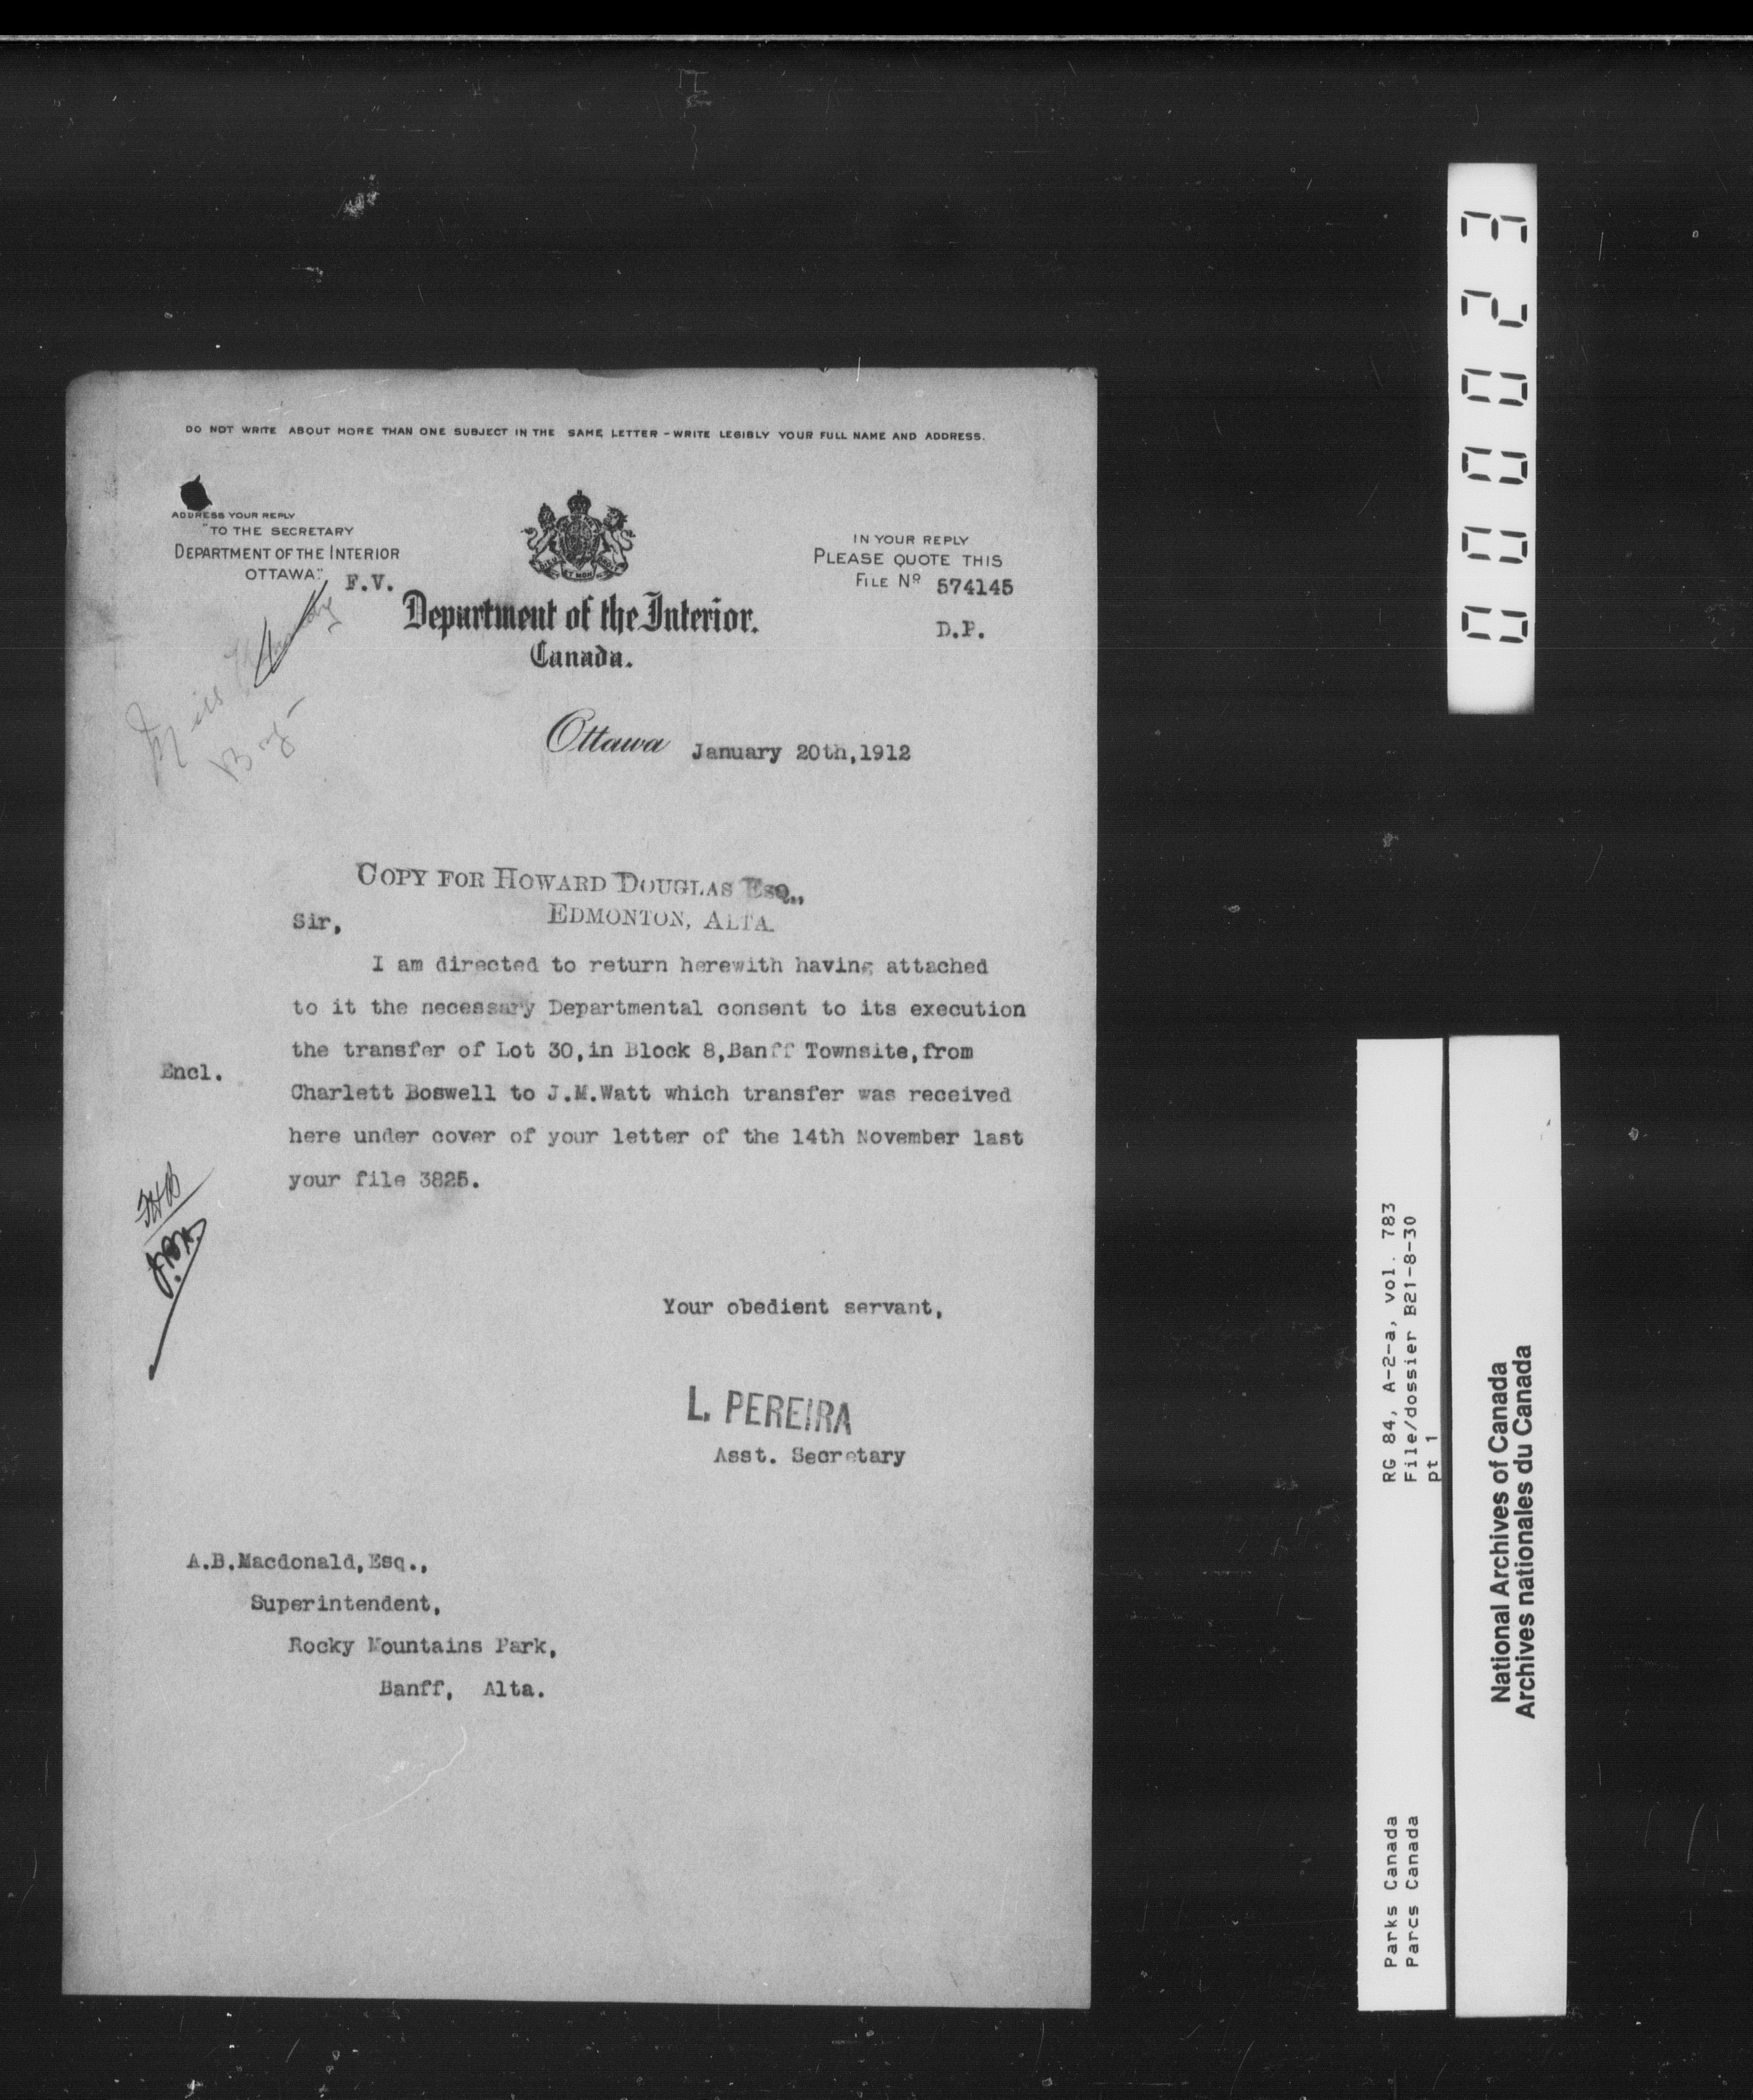 DO NOT WRITE ABOUT MORE THAN ONE SUBJECT IN THE SAME LETTER - WRITE LEGIBLY YOUR FULL NAME AND ADDRESS.
ADDRESS YOUR REPLY
"TO THE SECRETARY
DEPARTMENT OF THE INTERIOR
OTTAWA."
F.V.
IN YOUR REPLY
PLEASE QUOTE THIS
FILE No 574145
D.P.
Department of the Interior.
Canada.
Miss
Ottawa January 20th,1912
COPY FOR HOWARD DOUGLAS ESQ.,
EDMONTON, ALTA.
Sir,
I am directed to return herewith having attached
to it the necessary Departmental consent to its execution
the transfer of Lot 30,in Block 8,Banff Townsite,from
Encl.
Charlett Boswell to J.M.Watt which transfer was received
here under cover of your letter of the 14th November last
your file 3825.
Your obedient servant,
L. PEREIRA
Asst. Secretary
A.B.Macdonald,Esq.,
Superintendent,
Rocky Mountains Park,
Banff, Alta.
000023
RG 84, A-2-a, vol. 783
File/dossier B21-8-30
pt 1
Parks Canada
Parcs Canada
National Archives of Canada
Archives nationales du Canada